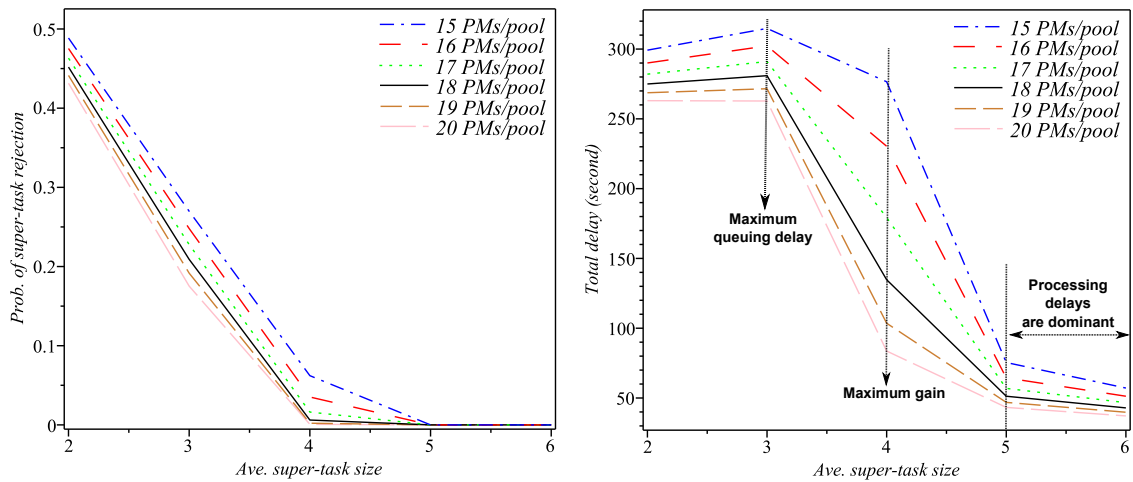 0.5
0.4
0.3
0.2
0.1
0
2
3
4
5
6
Prob. of super-task rejection
Ave. super-task size
15 PMs/pool
16 PMs/pool
17 PMs/pool
18 PMs/pool
19 PMs/pool
20 PMs/pool
300
250
200
150
100
50
2
3
4
5
6
Total delay (second)
Ave. super-task size
15 PMs/pool
16 PMs/pool
17 PMs/pool
18 PMs/pool
19 PMs/pool
20 PMs/pool
Maximum
queuing delay
Maximum gain
Processing
delays
are dominant